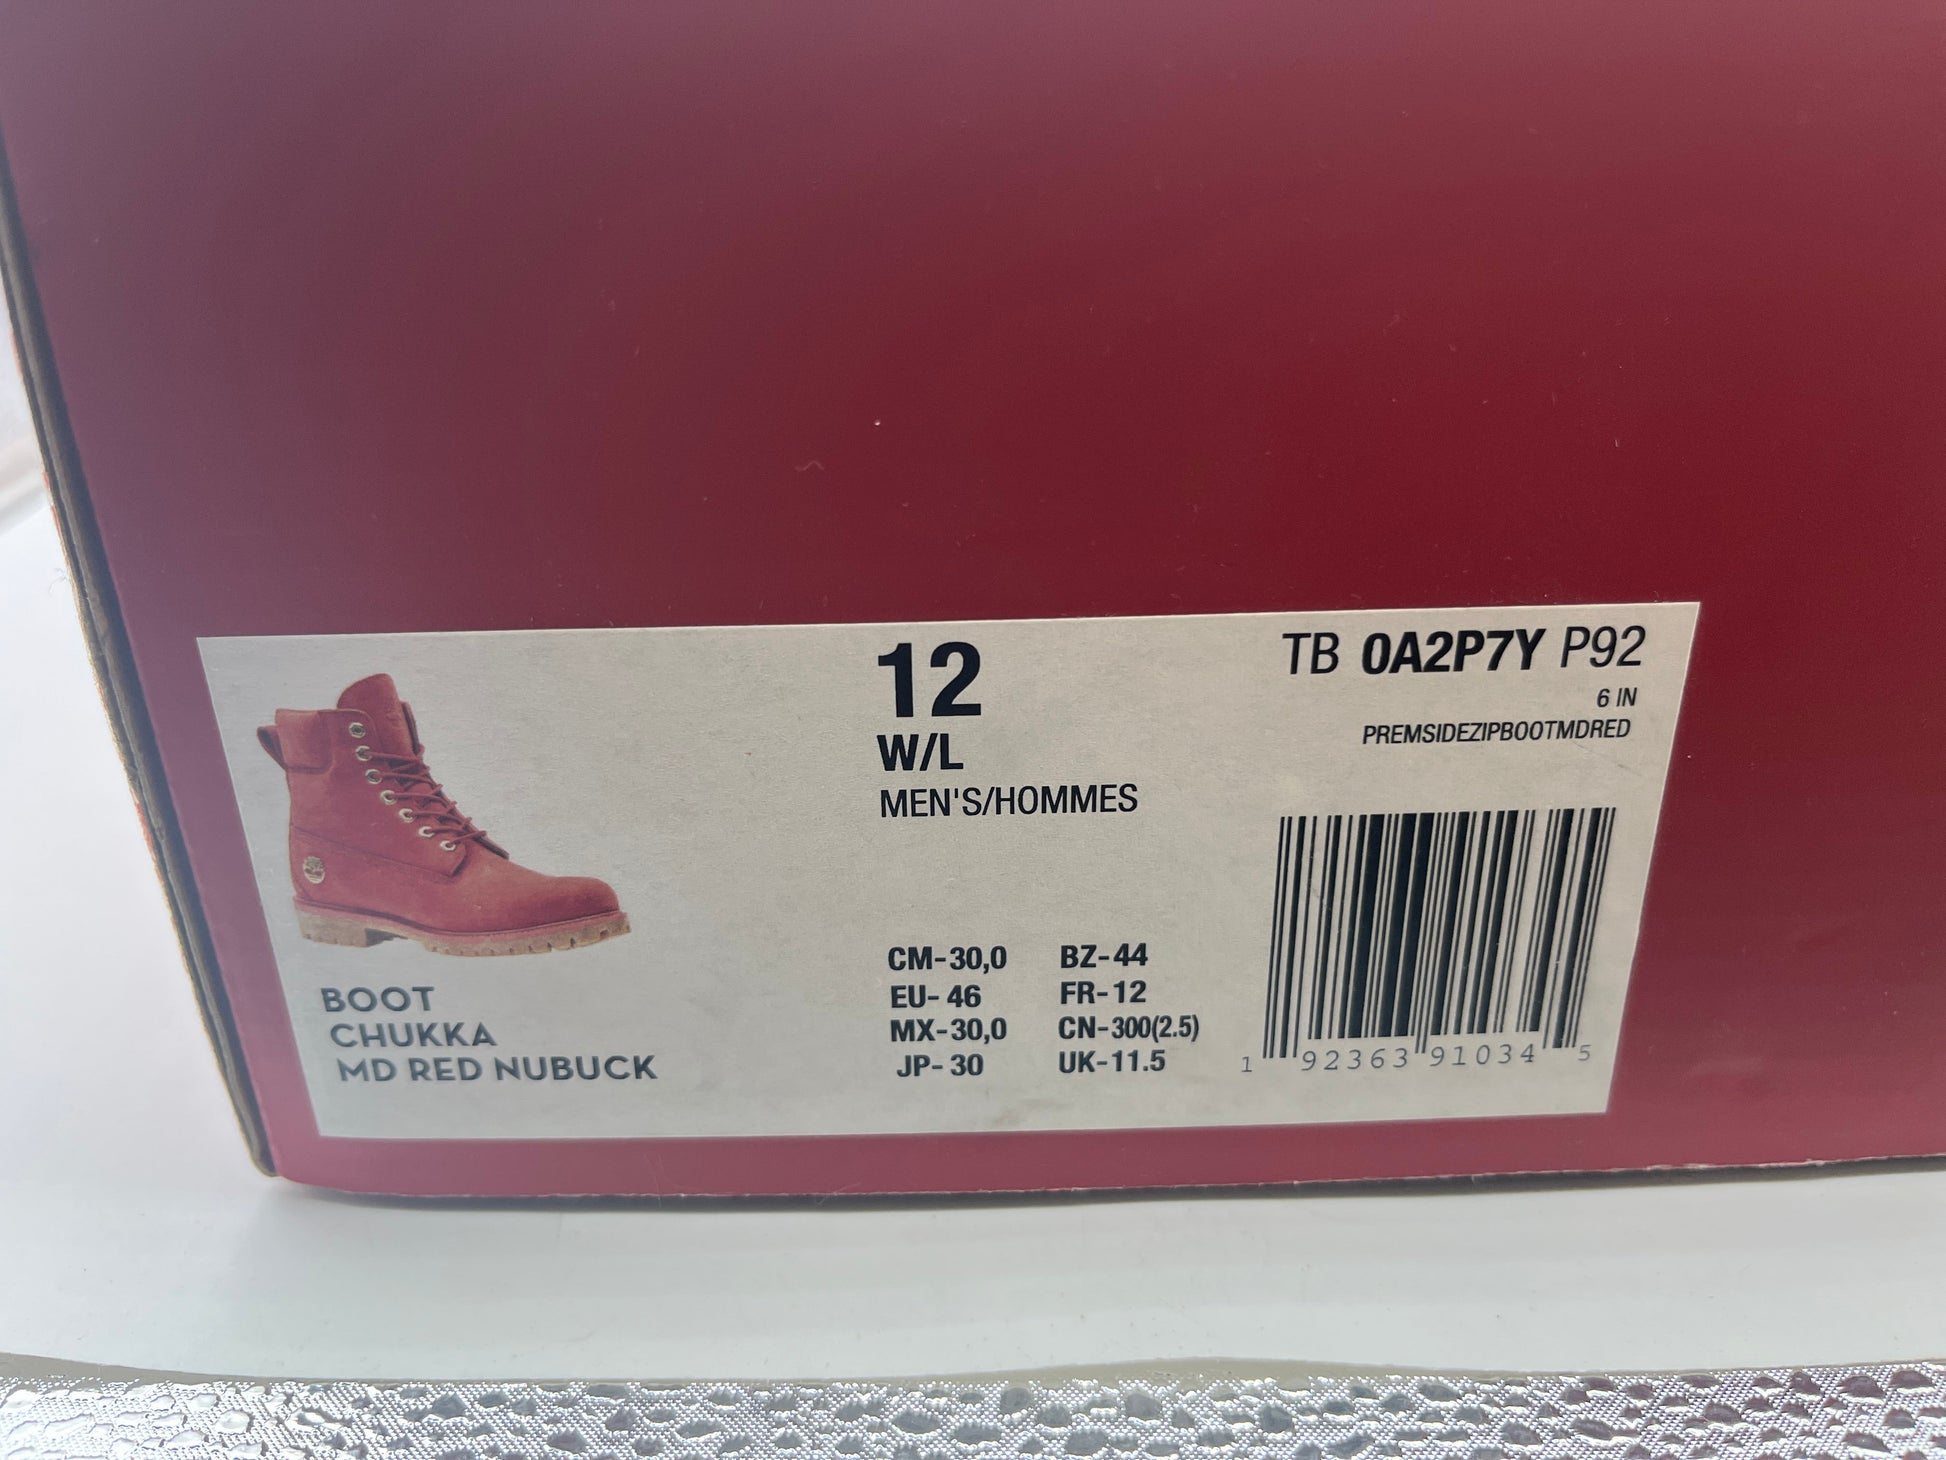 12
W/L
MEN'S/HOMMES
TB 0A2P7Y P92
6 IN
PREMSIDEZIPBOOTMDRED
BOOT
CHUKKA
MD RED NUBUCK
CM-30,0 BZ-44
EU- 46 FR-12
MX-30,0 CN-300(2.5)
JP- 30 UK-11.5
1 92363 91034 5